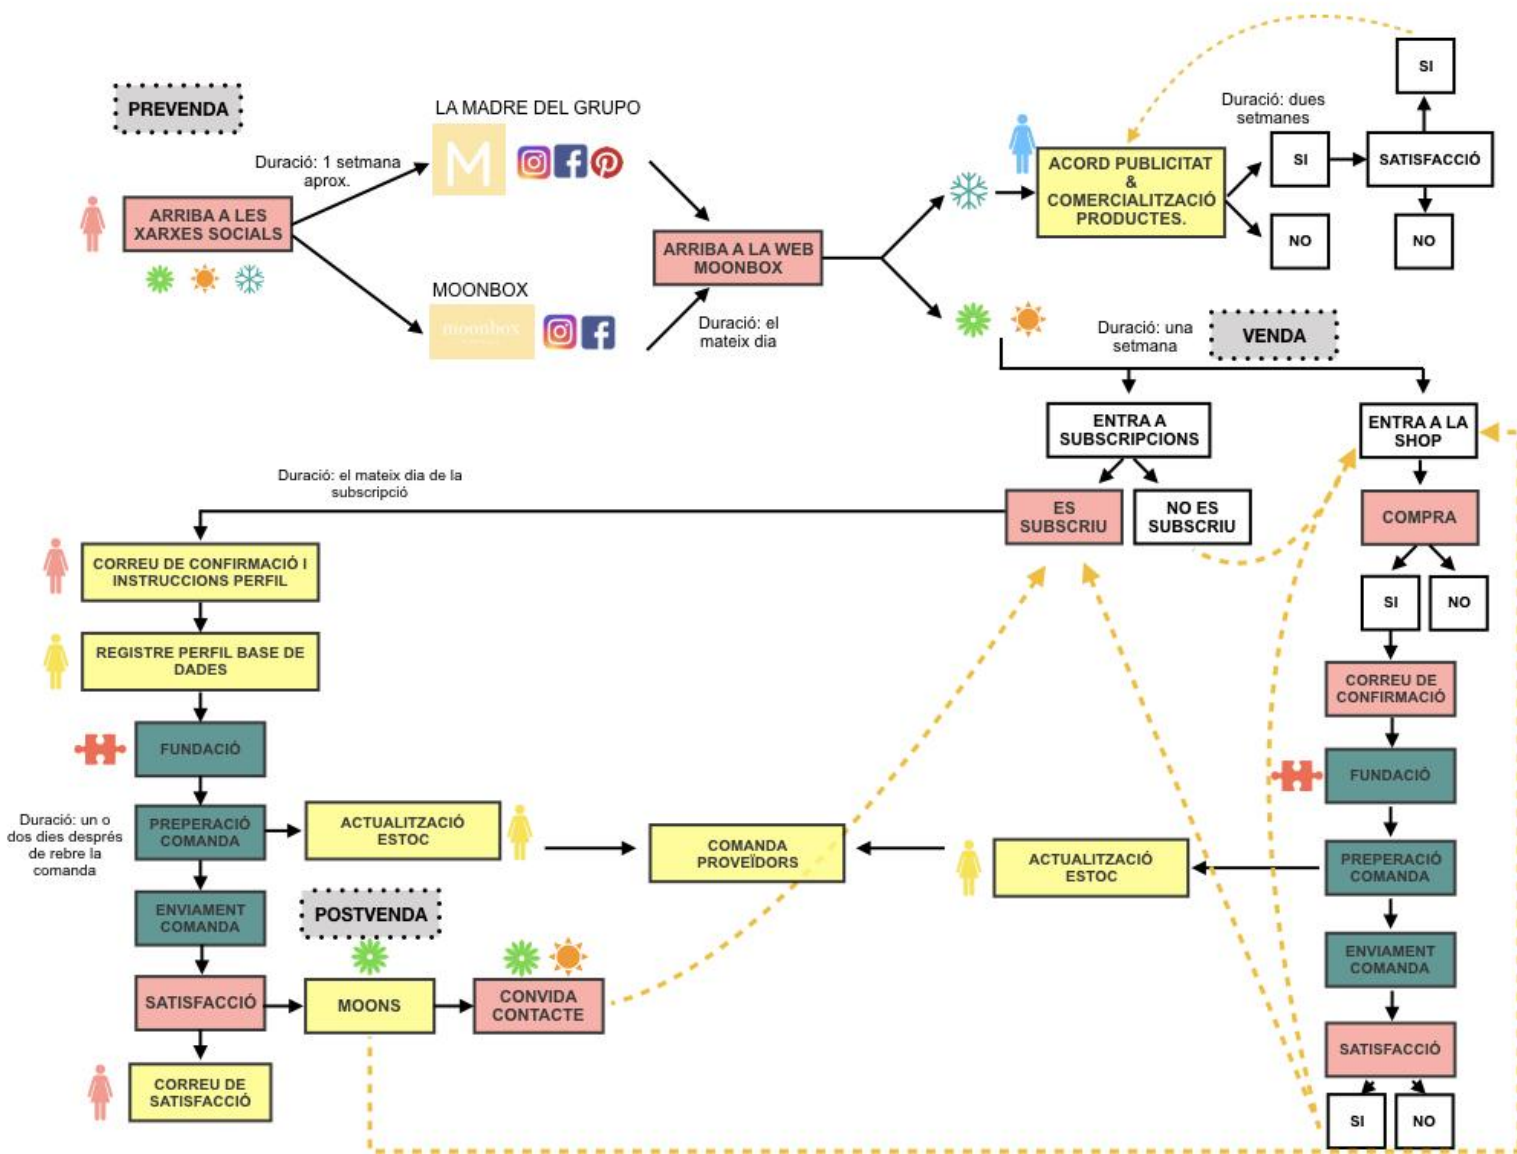 PREVENDA
LA MADRE DEL GRUPO
M
Duració: 1 setmana
aprox.
ARRIBA A LES
XARXES SOCIALS
MOONBOX
moonbox
ARRIBA A LA WEB
MOONBOX
Duració: el
mateix dia
ACORD PUBLICITAT
&
COMERCIALITZACIÓ
PRODUCTES.
Duració: dues
setmanes
SI
NO
SATISFACCIÓ
SI
NO
Duració: una
setmana
VENDA
ENTRA A
SUBSCRIPCIONS
ES
SUBSCRIU
NO ES
SUBSCRIU
ENTRA A LA
SHOP
COMPRA
SI
NO
CORREU DE
CONFIRMACIÓ
FUNDACIÓ
PREPERACIÓ
COMANDA
ENVIAMENT
COMANDA
SATISFACCIÓ
SI
NO
ACTUALITZACIÓ
ESTOC
COMANDA
PROVEÏDORS
Duració: el mateix dia de la
subscripció
CORREU DE CONFIRMACIÓ I
INSTRUCCIONS PERFIL
REGISTRE PERFIL BASE DE
DADES
FUNDACIÓ
Duració: un o
dos dies després
de rebre la
comanda
PREPERACIÓ
COMANDA
ACTUALITZACIÓ
ESTOC
ENVIAMENT
COMANDA
POSTVENDA
SATISFACCIÓ
MOONS
CONVIDA
CONTACTE
CORREU DE
SATISFACCIÓ